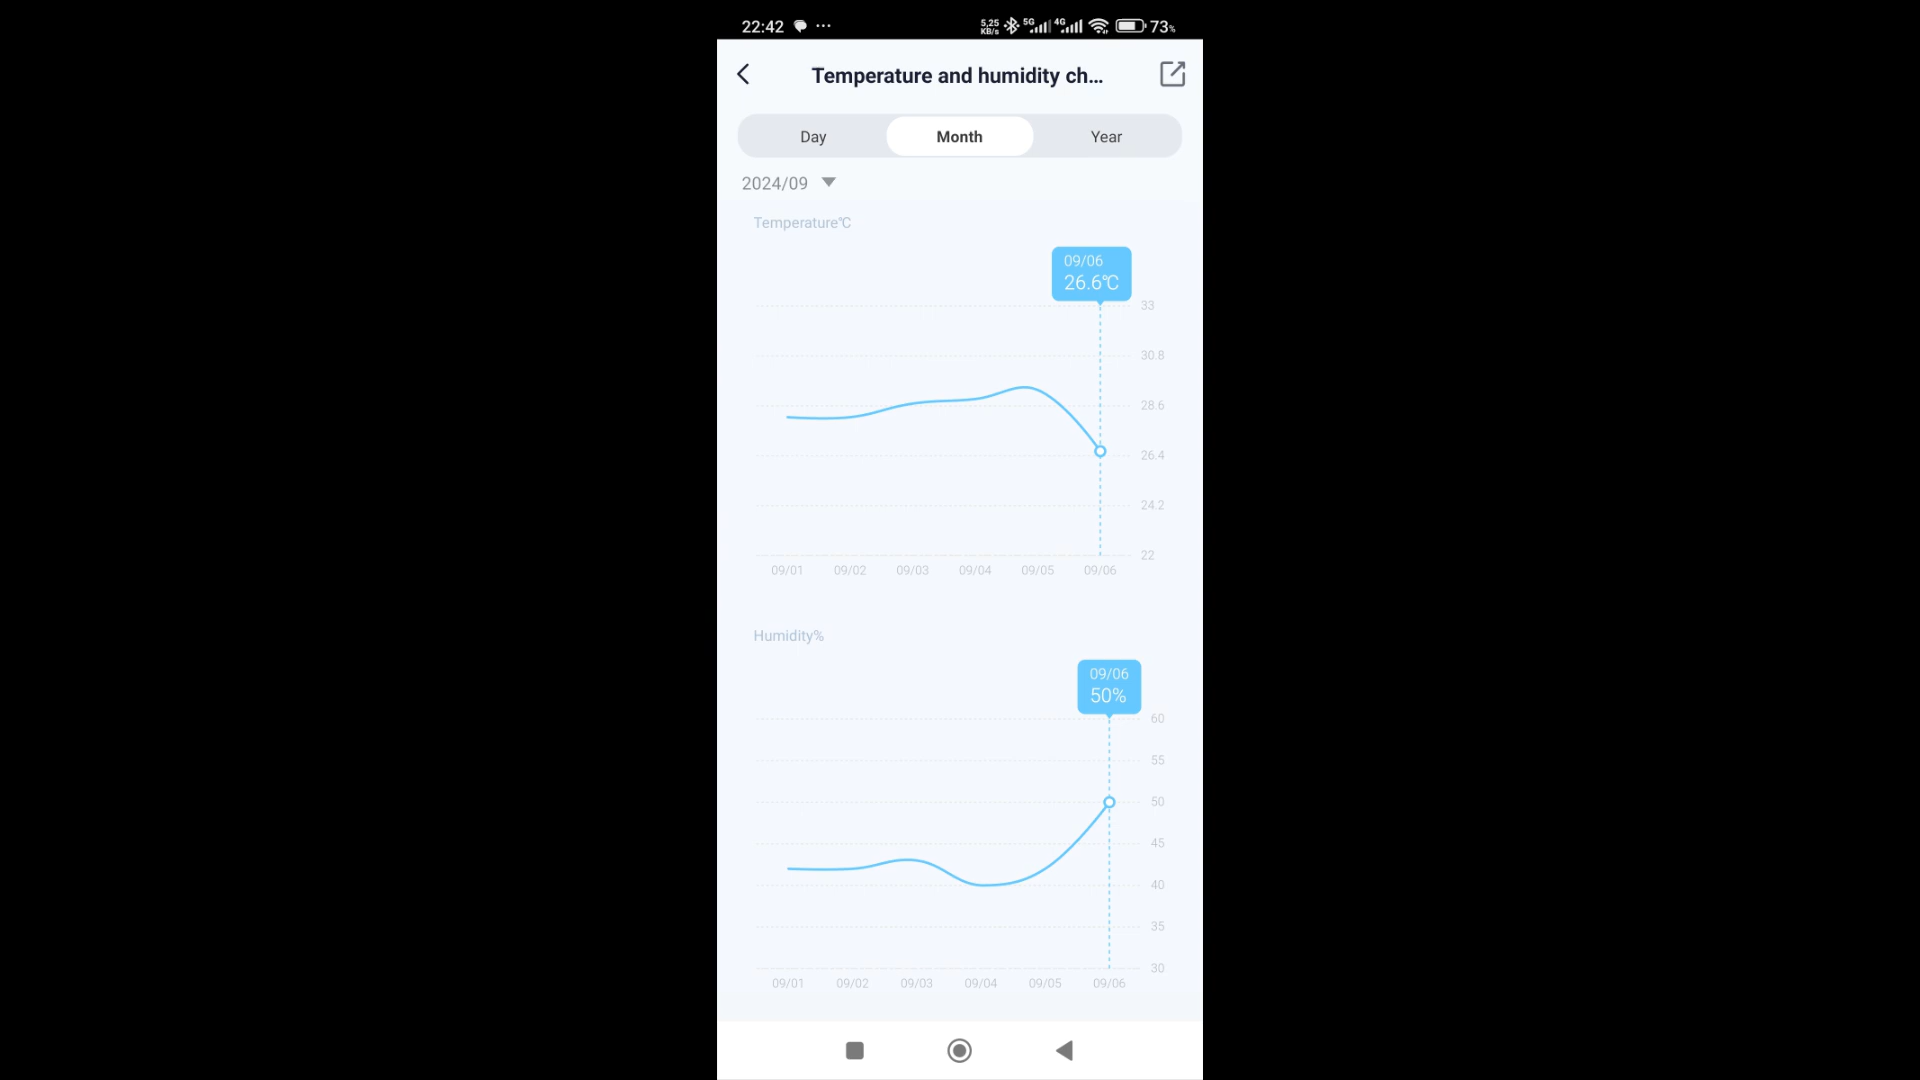 22:42 ... 5,25 KB/s 5G 4G 73%
Temperature and humidity ch...
Day Month Year
2024/09
Temperature℃
09/06
26.6℃
33
30.8
28.6
26.4
24.2
22
09/01 09/02 09/03 09/04 09/05 09/06
Humidity%
09/06
50%
60
55
50
45
40
35
30
09/01 09/02 09/03 09/04 09/05 09/06